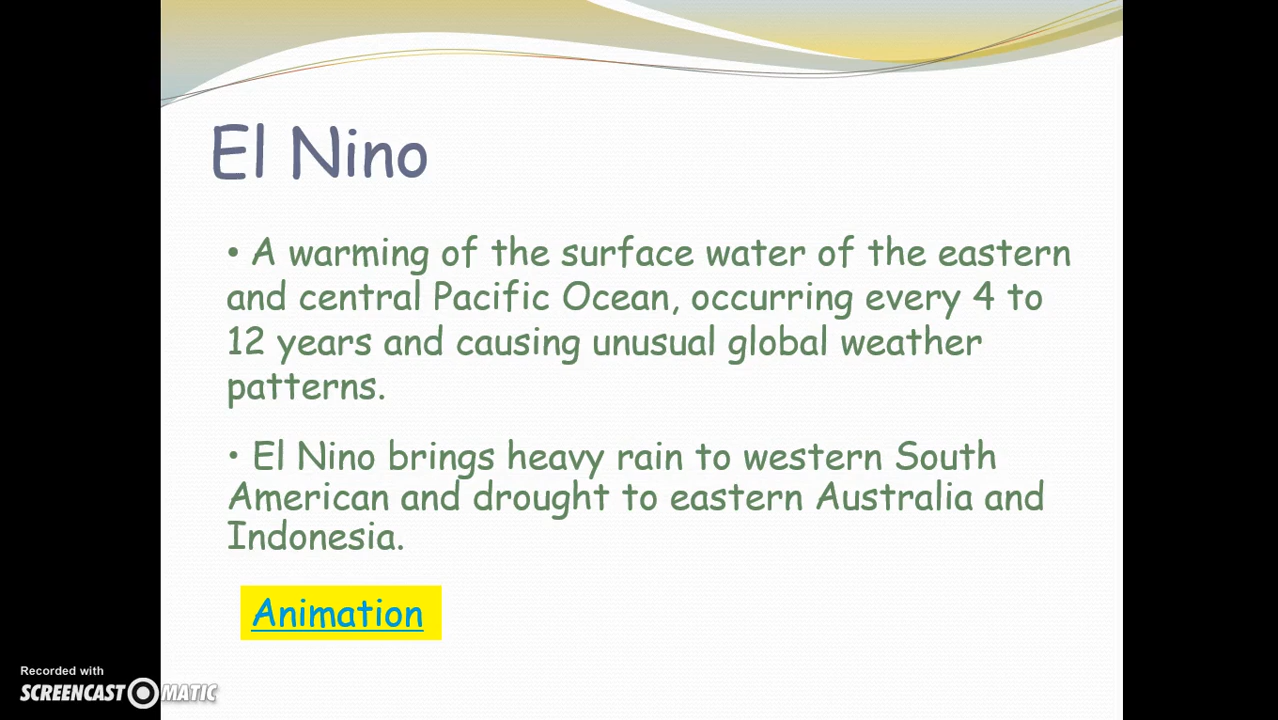 El Nino
• A warming of the surface water of the eastern
and central Pacific Ocean, occurring every 4 to
12 years and causing unusual global weather
patterns.
• El Nino brings heavy rain to western South
American and drought to eastern Australia and
Indonesia.
Animation
Recorded with
SCREENCAST MATIC